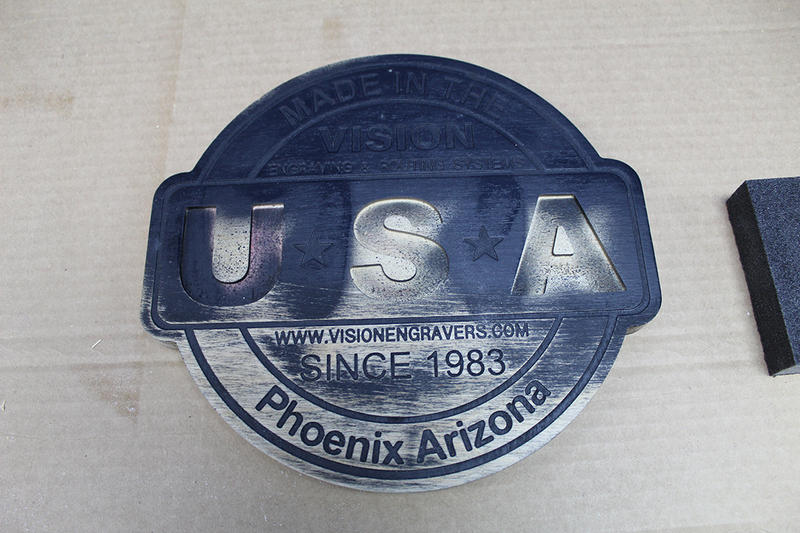 MADE IN THE
VISION
ENGRAVING & ROUTING SYSTEMS
USA
WWW.VISIONENGRAVERS.COM
SINCE 1983
Phoenix Arizona